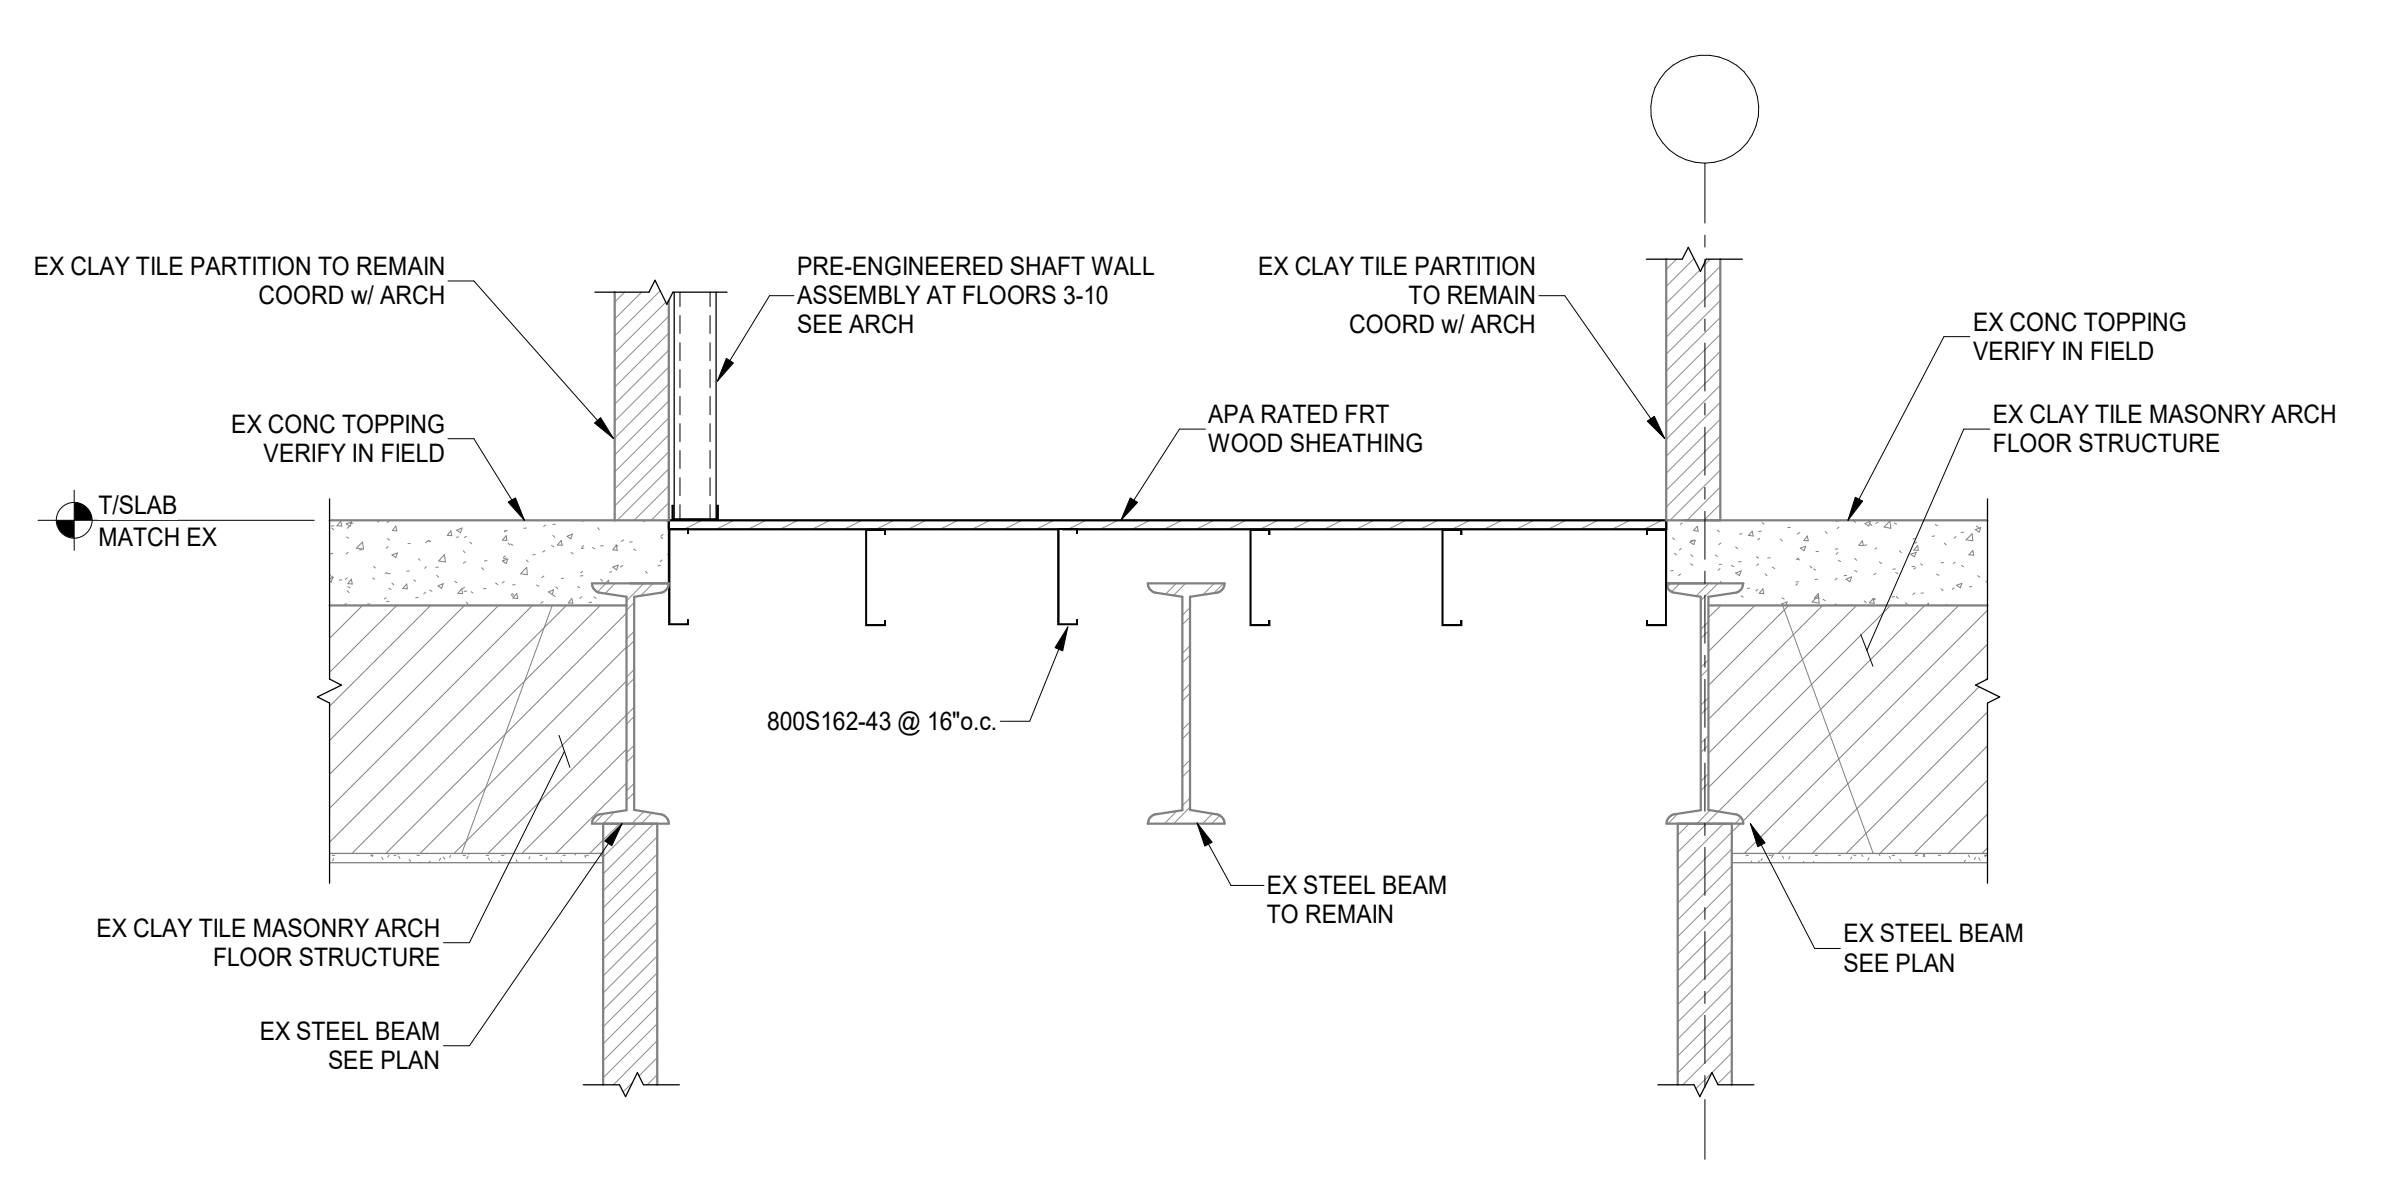 EX CLAY TILE PARTITION TO REMAIN
COORD w/ ARCH
PRE-ENGINEERED SHAFT WALL
ASSEMBLY AT FLOORS 3-10
SEE ARCH
EX CLAY TILE PARTITION
TO REMAIN
COORD w/ ARCH
EX CONC TOPPING
VERIFY IN FIELD
EX CONC TOPPING
VERIFY IN FIELD
APA RATED FRT
WOOD SHEATHING
EX CLAY TILE MASONRY ARCH
FLOOR STRUCTURE
T/SLAB
MATCH EX
800S162-43 @ 16"o.c.
EX STEEL BEAM
TO REMAIN
EX CLAY TILE MASONRY ARCH
FLOOR STRUCTURE
EX STEEL BEAM
SEE PLAN
EX STEEL BEAM
SEE PLAN